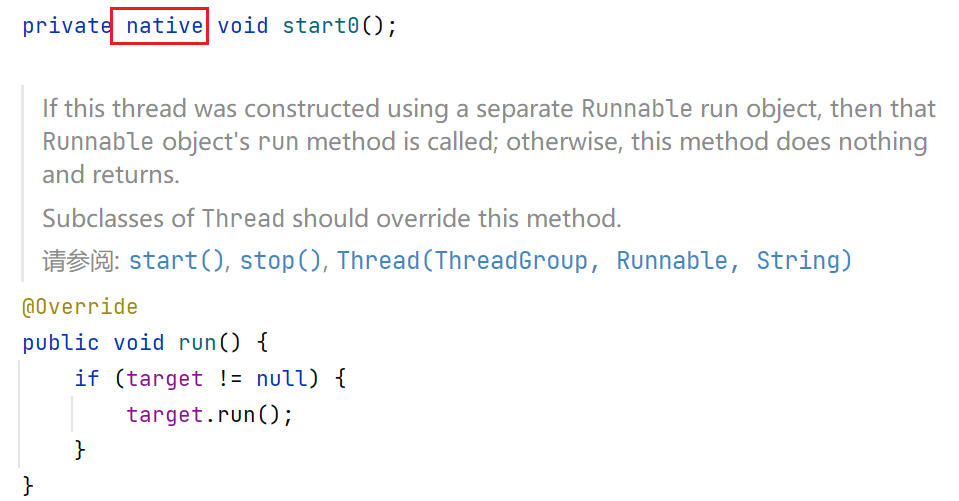 private native void start0();
If this thread was constructed using a separate Runnable run object, then that
Runnable object's run method is called; otherwise, this method does nothing
and returns.
Subclasses of Thread should override this method.
请参阅: start(), stop(), Thread(ThreadGroup, Runnable, String)
@Override
public void run() {
    if (target != null) {
        target.run();
    }
}